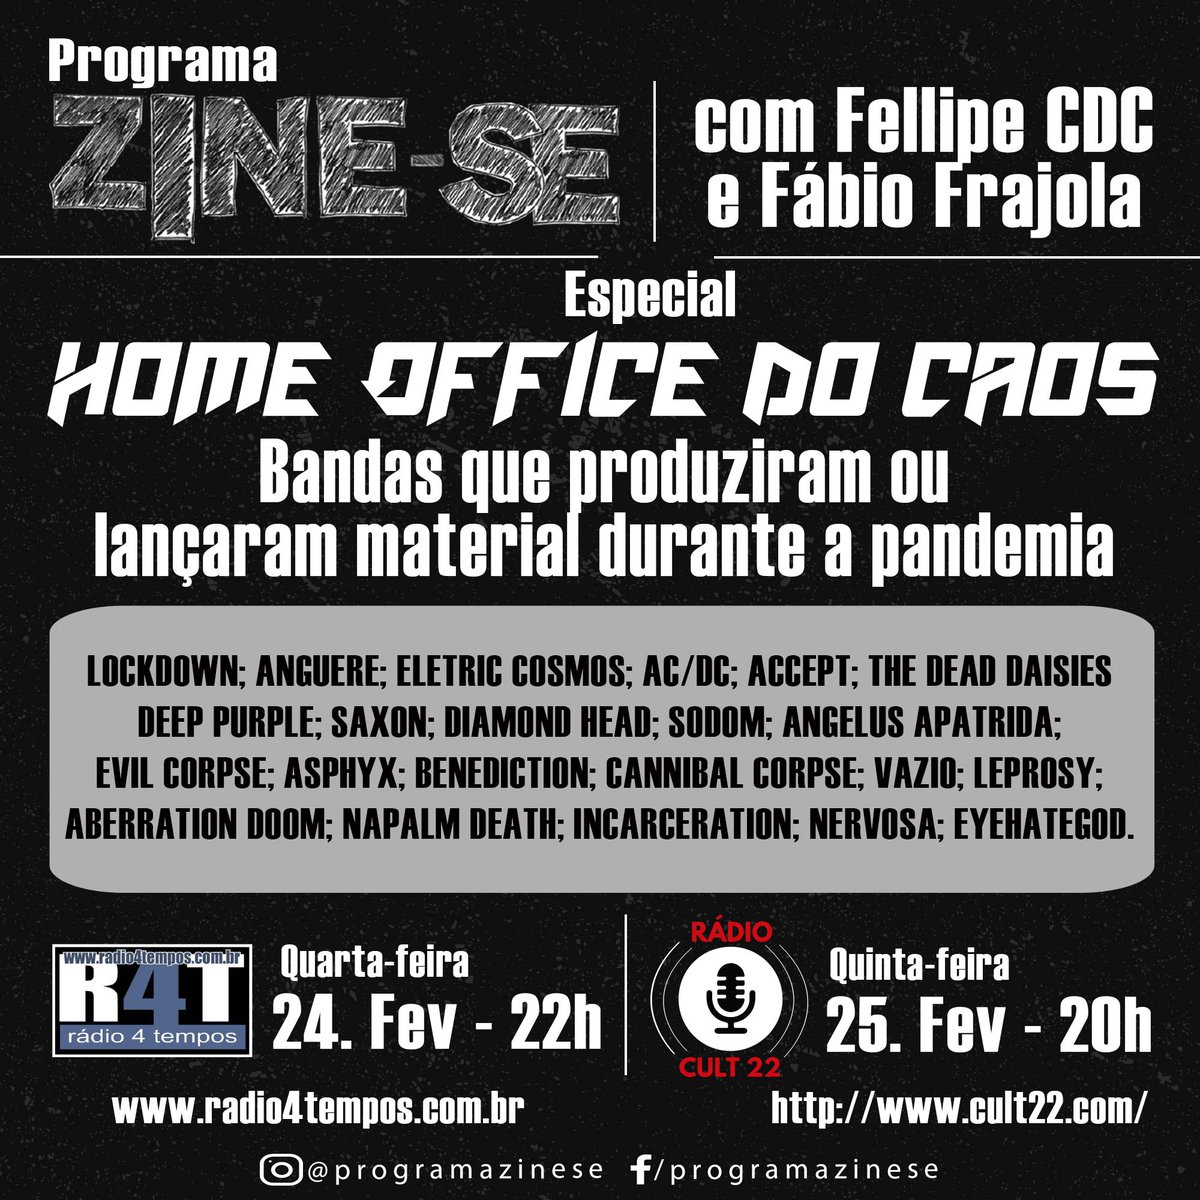 Programa
ZINE-SE
com Fellipe CDC
e Fábio Frajola
Especial
HOME OFFICE DO CAOS
Bandas que produziram ou
lançaram material durante a pandemia
LOCKDOWN; ANGUERE; ELETRIC COSMOS; AC/DC; ACCEPT; THE DEAD DAISIES
DEEP PURPLE; SAXON; DIAMOND HEAD; SODOM; ANGELUS APATRIDA;
EVIL CORPSE; ASPHYX; BENEDICTION; CANNIBAL CORPSE; VAZIO; LEPROSY;
ABERRATION DOOM; NAPALM DEATH; INCARCERATION; NERVOSA; EYEHATEGOD.
www.radio4tempos.com.br
R4T
rádio 4 tempos
Quarta-feira
24. Fev - 22h
www.radio4tempos.com.br
RÁDIO
CULT 22
Quinta-feira
25. Fev - 20h
http://www.cult22.com/
@programazinese
f/programazinese